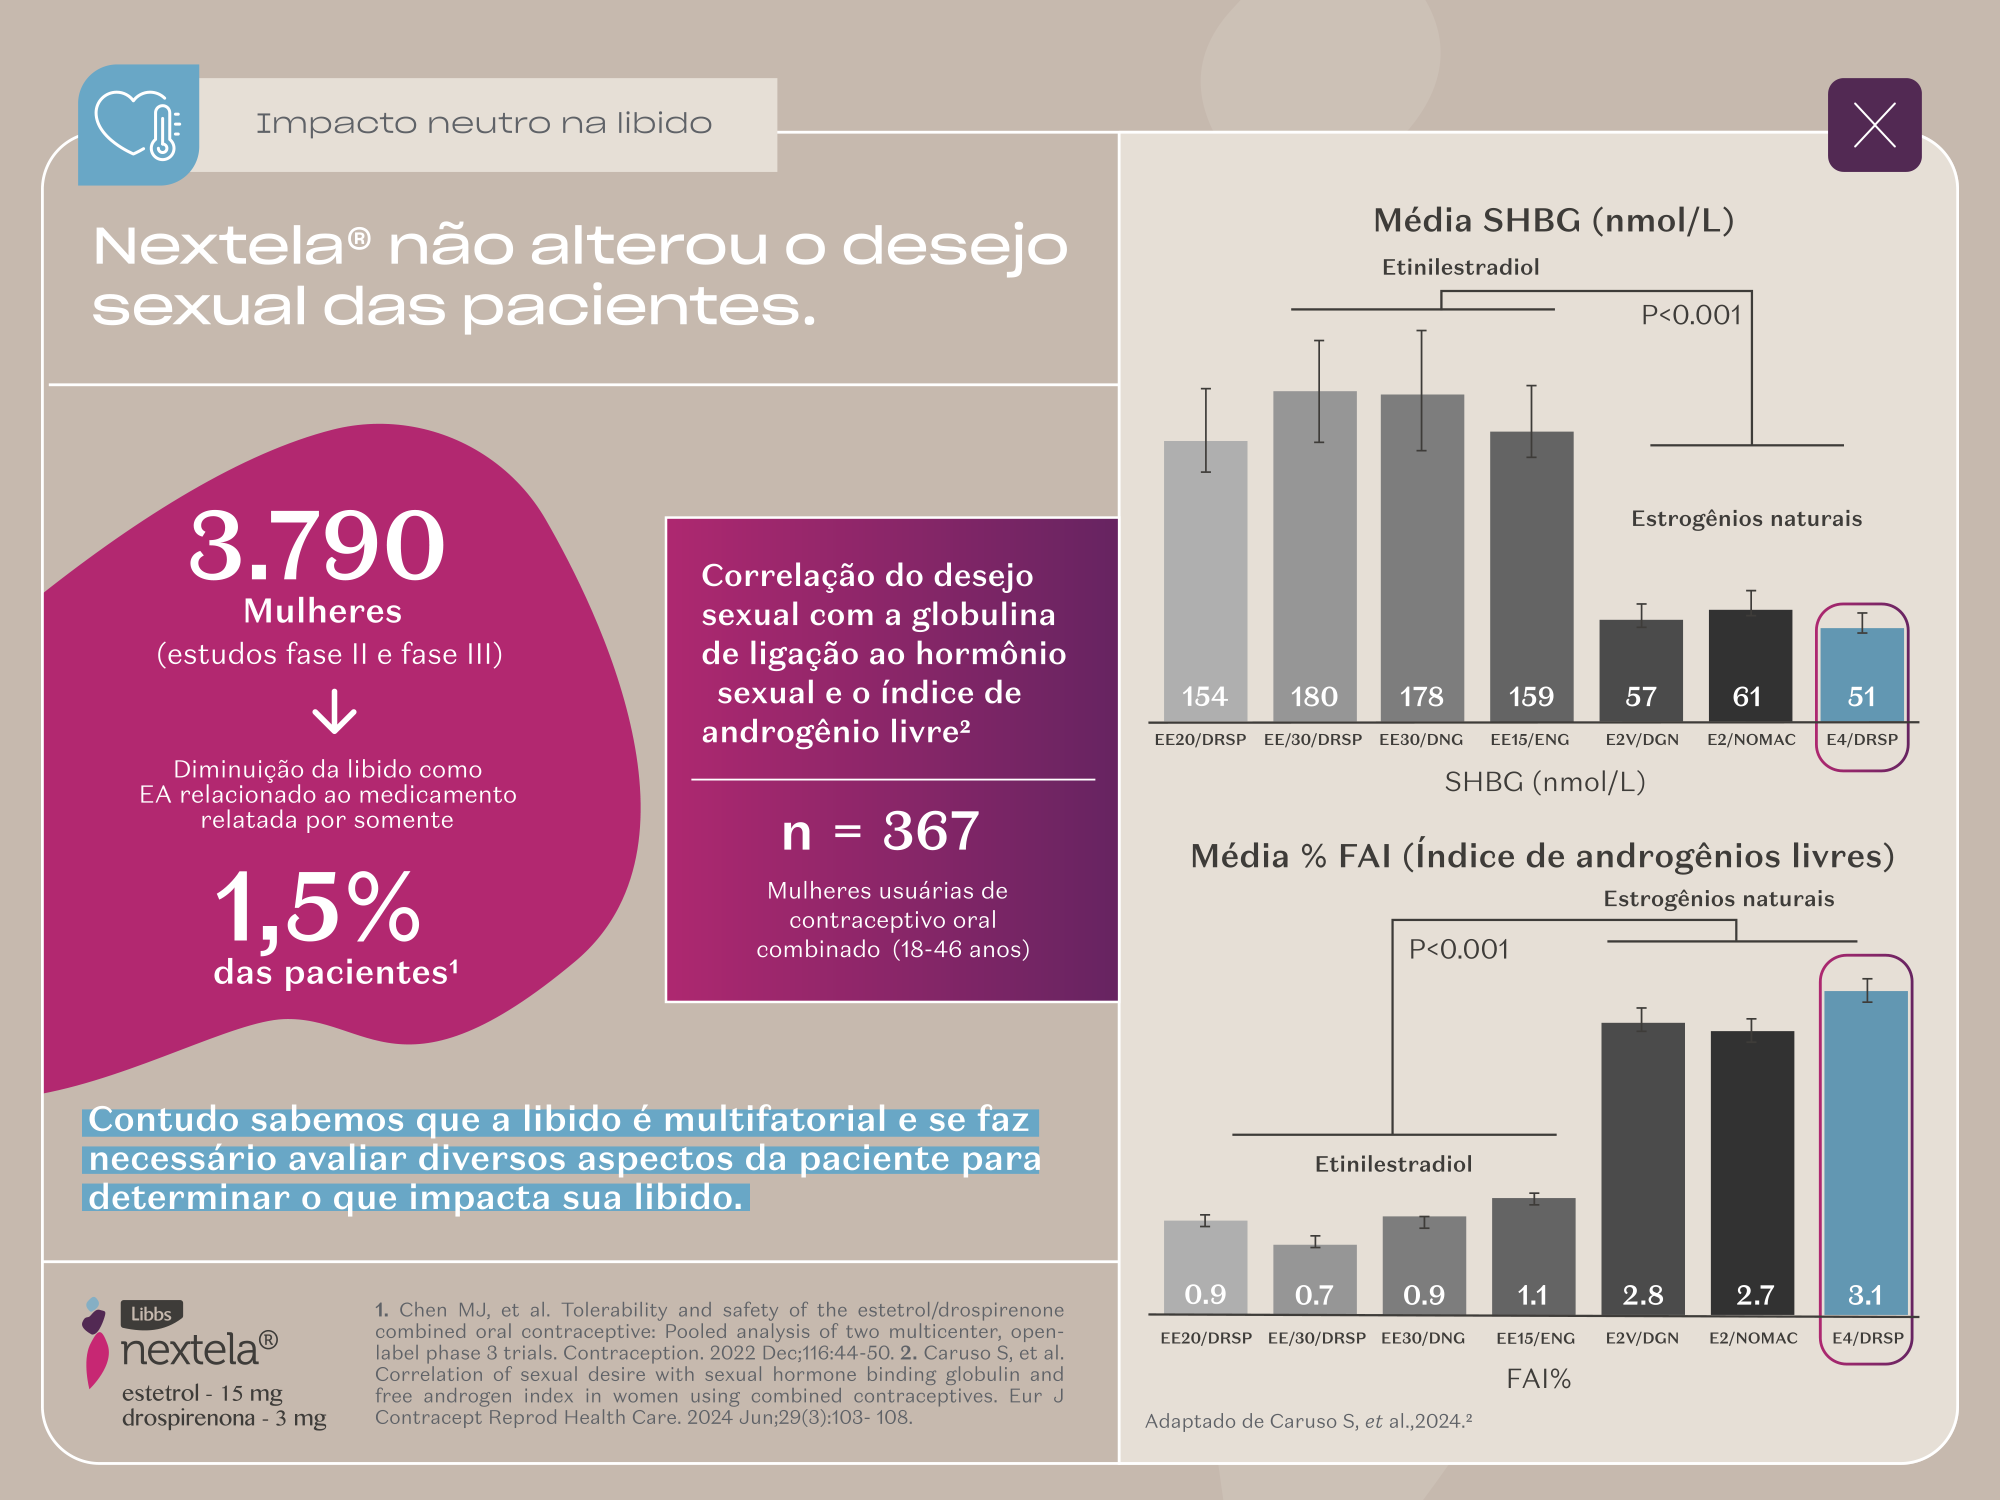 Impacto neutro na libido
Nextela® não alterou o desejo
sexual das pacientes.
3.790
Mulheres
(estudos fase II e fase III)
Diminuição da libido como
EA relacionado ao medicamento
relatada por somente
1,5%
das pacientes¹
Correlação do desejo
sexual com a globulina
de ligação ao hormônio
sexual e o índice de
androgênio livre²
n = 367
Mulheres usuárias de
contraceptivo oral
combinado (18-46 anos)
Contudo sabemos que a libido é multifatorial e se faz
necessário avaliar diversos aspectos da paciente para
determinar o que impacta sua libido.
Libbs
nextela®
estetrol - 15 mg
drospirenona - 3 mg
1. Chen MJ, et al. Tolerability and safety of the estetrol/drospirenone
combined oral contraceptive: Pooled analysis of two multicenter, open-
label phase 3 trials. Contraception. 2022 Dec;116:44-50. 2. Caruso S, et al.
Correlation of sexual desire with sexual hormone binding globulin and
free androgen index in women using combined contraceptives. Eur J
Contracept Reprod Health Care. 2024 Jun;29(3):103- 108.
Média SHBG (nmol/L)
Etinilestradiol
P<0.001
Estrogênios naturais
154 180 178 159 57 61 51
EE20/DRSP EE/30/DRSP EE30/DNG EE15/ENG E2V/DGN E2/NOMAC E4/DRSP
SHBG (nmol/L)
Média % FAI (Índice de androgênios livres)
Estrogênios naturais
P<0.001
Etinilestradiol
0.9 0.7 0.9 1.1 2.8 2.7 3.1
EE20/DRSP EE/30/DRSP EE30/DNG EE15/ENG E2V/DGN E2/NOMAC E4/DRSP
FAI%
Adaptado de Caruso S, et al.,2024.²